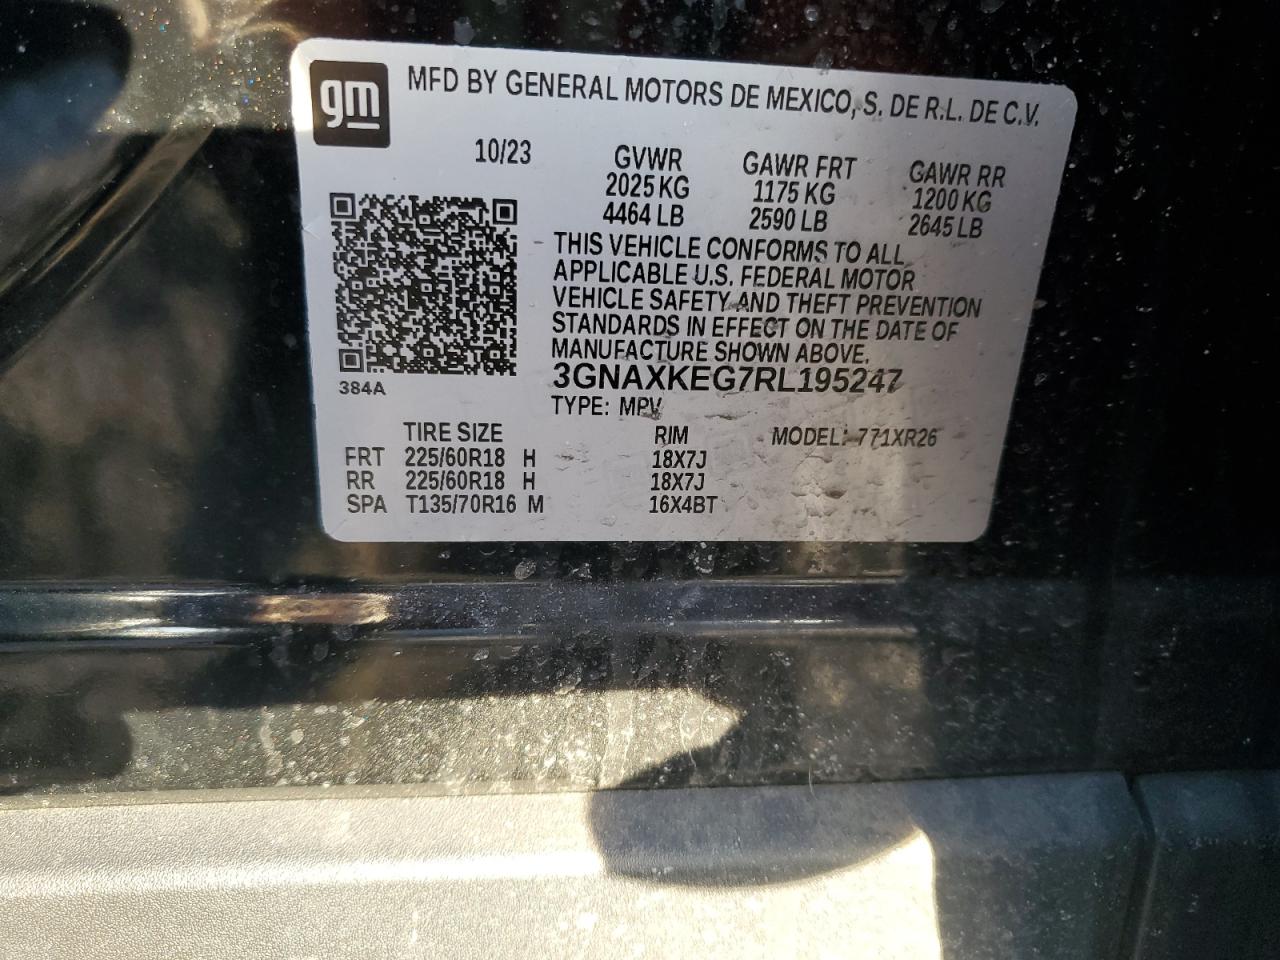 gm
MFD BY GENERAL MOTORS DE MEXICO, S. DE R.L. DE C.V.
10/23 GVWR GAWR FRT GAWR RR
2025 KG 1175 KG 1200 KG
4464 LB 2590 LB 2645 LB
THIS VEHICLE CONFORMS TO ALL
APPLICABLE U.S. FEDERAL MOTOR
VEHICLE SAFETY AND THEFT PREVENTION
STANDARDS IN EFFECT ON THE DATE OF
MANUFACTURE SHOWN ABOVE.
3GNAXKEG7RL195247
384A
TYPE: MPV
TIRE SIZE RIM MODEL: 771XR26
FRT 225/60R18 H 18X7J
RR 225/60R18 H 18X7J
SPA T135/70R16 M 16X4BT